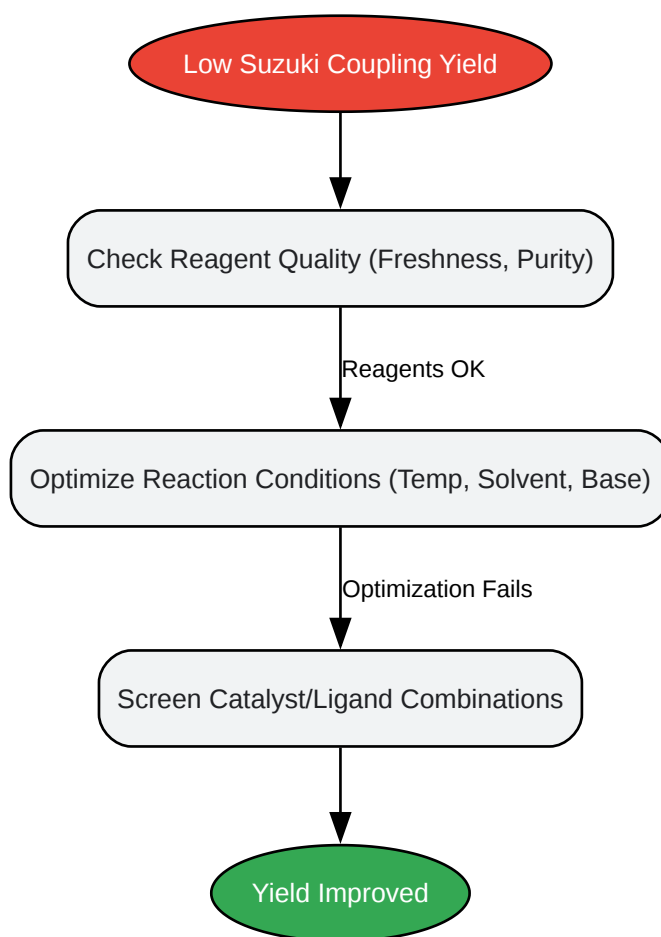 Low Suzuki Coupling Yield
Check Reagent Quality (Freshness, Purity)
Reagents OK
Optimize Reaction Conditions (Temp, Solvent, Base)
Optimization Fails
Screen Catalyst/Ligand Combinations
Yield Improved